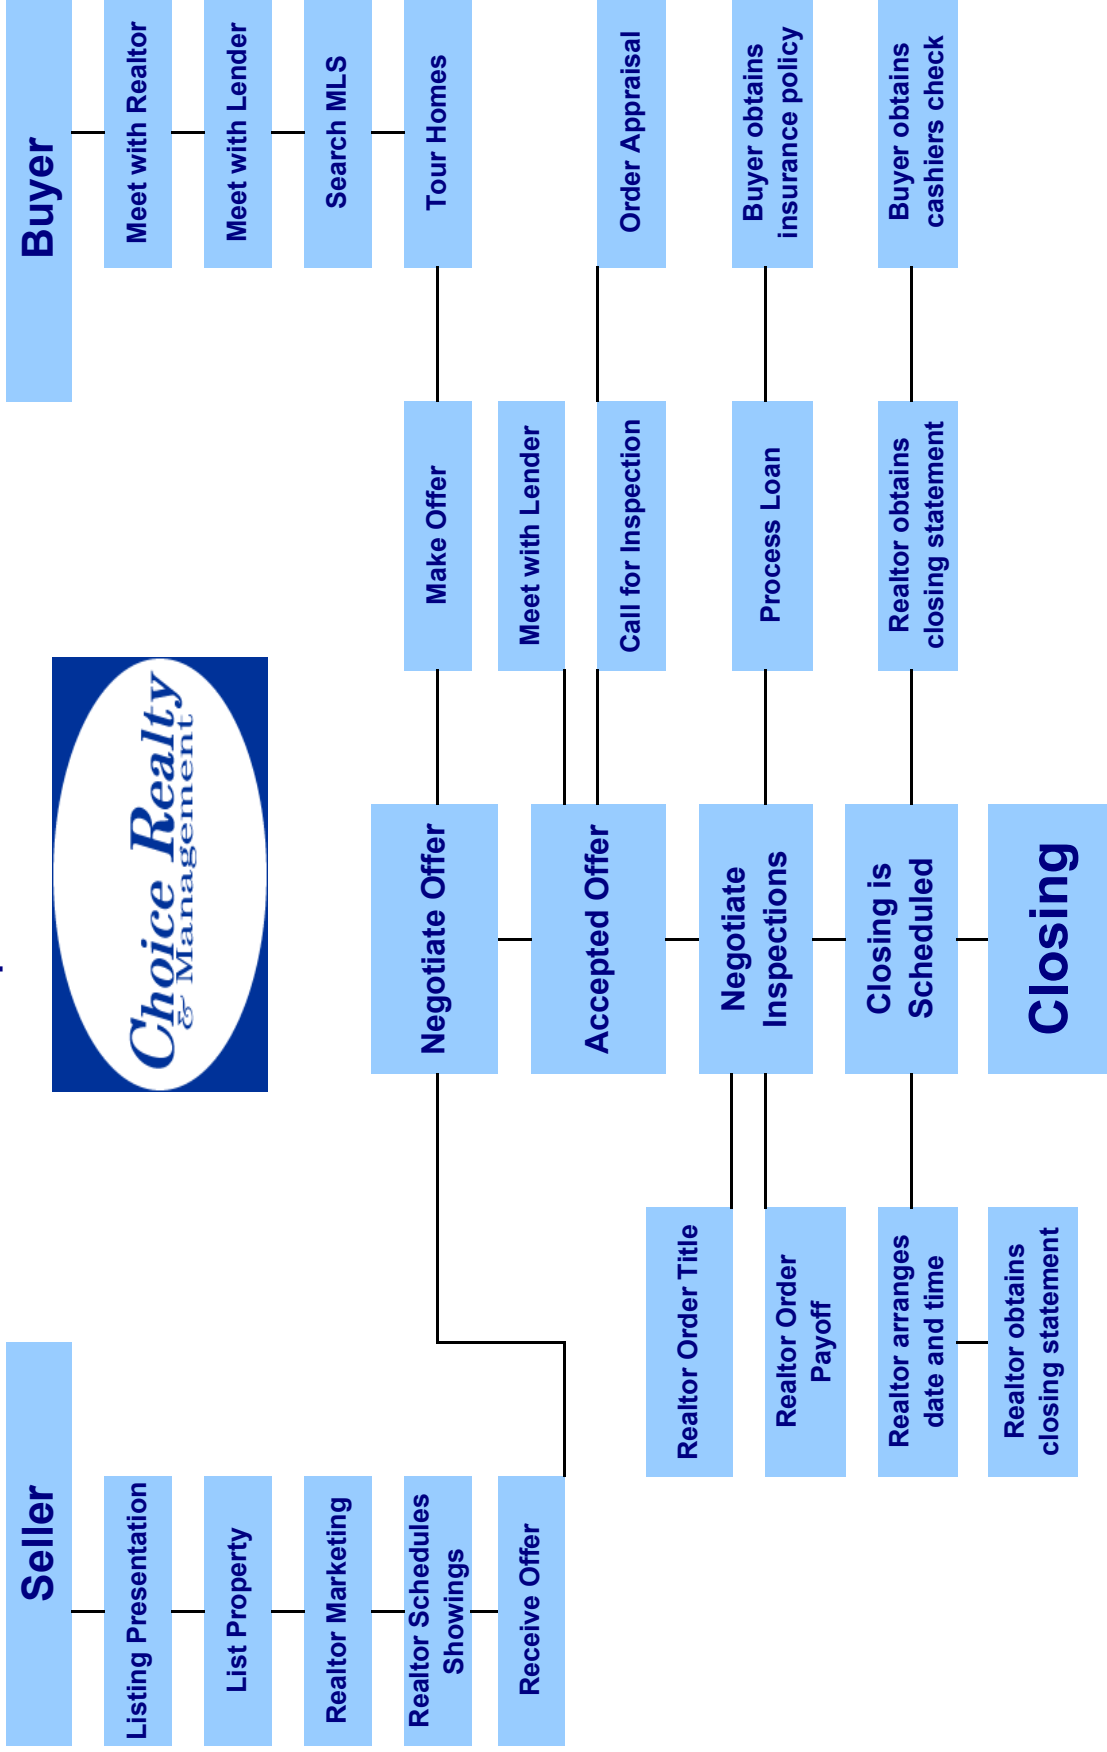 Choice Realty
& Management
Seller
Buyer
Listing Presentation
Meet with Realtor
List Property
Meet with Lender
Realtor Marketing
Search MLS
Realtor Schedules
Showings
Negotiate Offer
Make Offer
Tour Homes
Receive Offer
Meet with Lender
Accepted Offer
Call for Inspection
Order Appraisal
Realtor Order Title
Negotiate
Inspections
Process Loan
Buyer obtains
insurance policy
Realtor Order
Payoff
Realtor arranges
date and time
Closing is
Scheduled
Realtor obtains
closing statement
Buyer obtains
cashiers check
Realtor obtains
closing statement
Closing